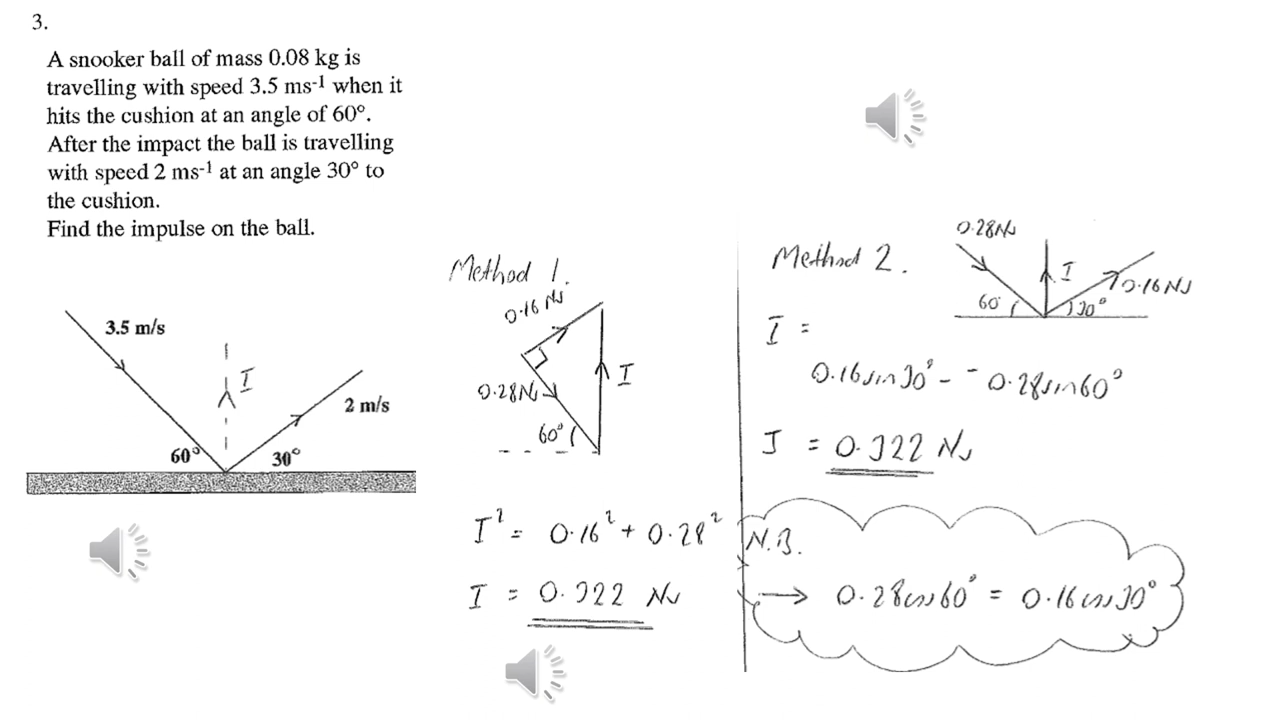 3.
A snooker ball of mass 0.08 kg is
travelling with speed 3.5 ms⁻¹ when it
hits the cushion at an angle of 60°.
After the impact the ball is travelling
with speed 2 ms⁻¹ at an angle 30° to
the cushion.
Find the impulse on the ball.
3.5 m/s
I
2 m/s
60°
30°
Method 1.
0.16 Ns
0.28Ns
I
60°
I² = 0.16² + 0.28²
I = 0.322 Ns
Method 2.
0.28Ns
I
0.16Ns
60
30°
I =
0.16sin30° - - 0.28sin60°
I = 0.322 Ns
N.B.
→ 0.28cos60° = 0.16cos30°